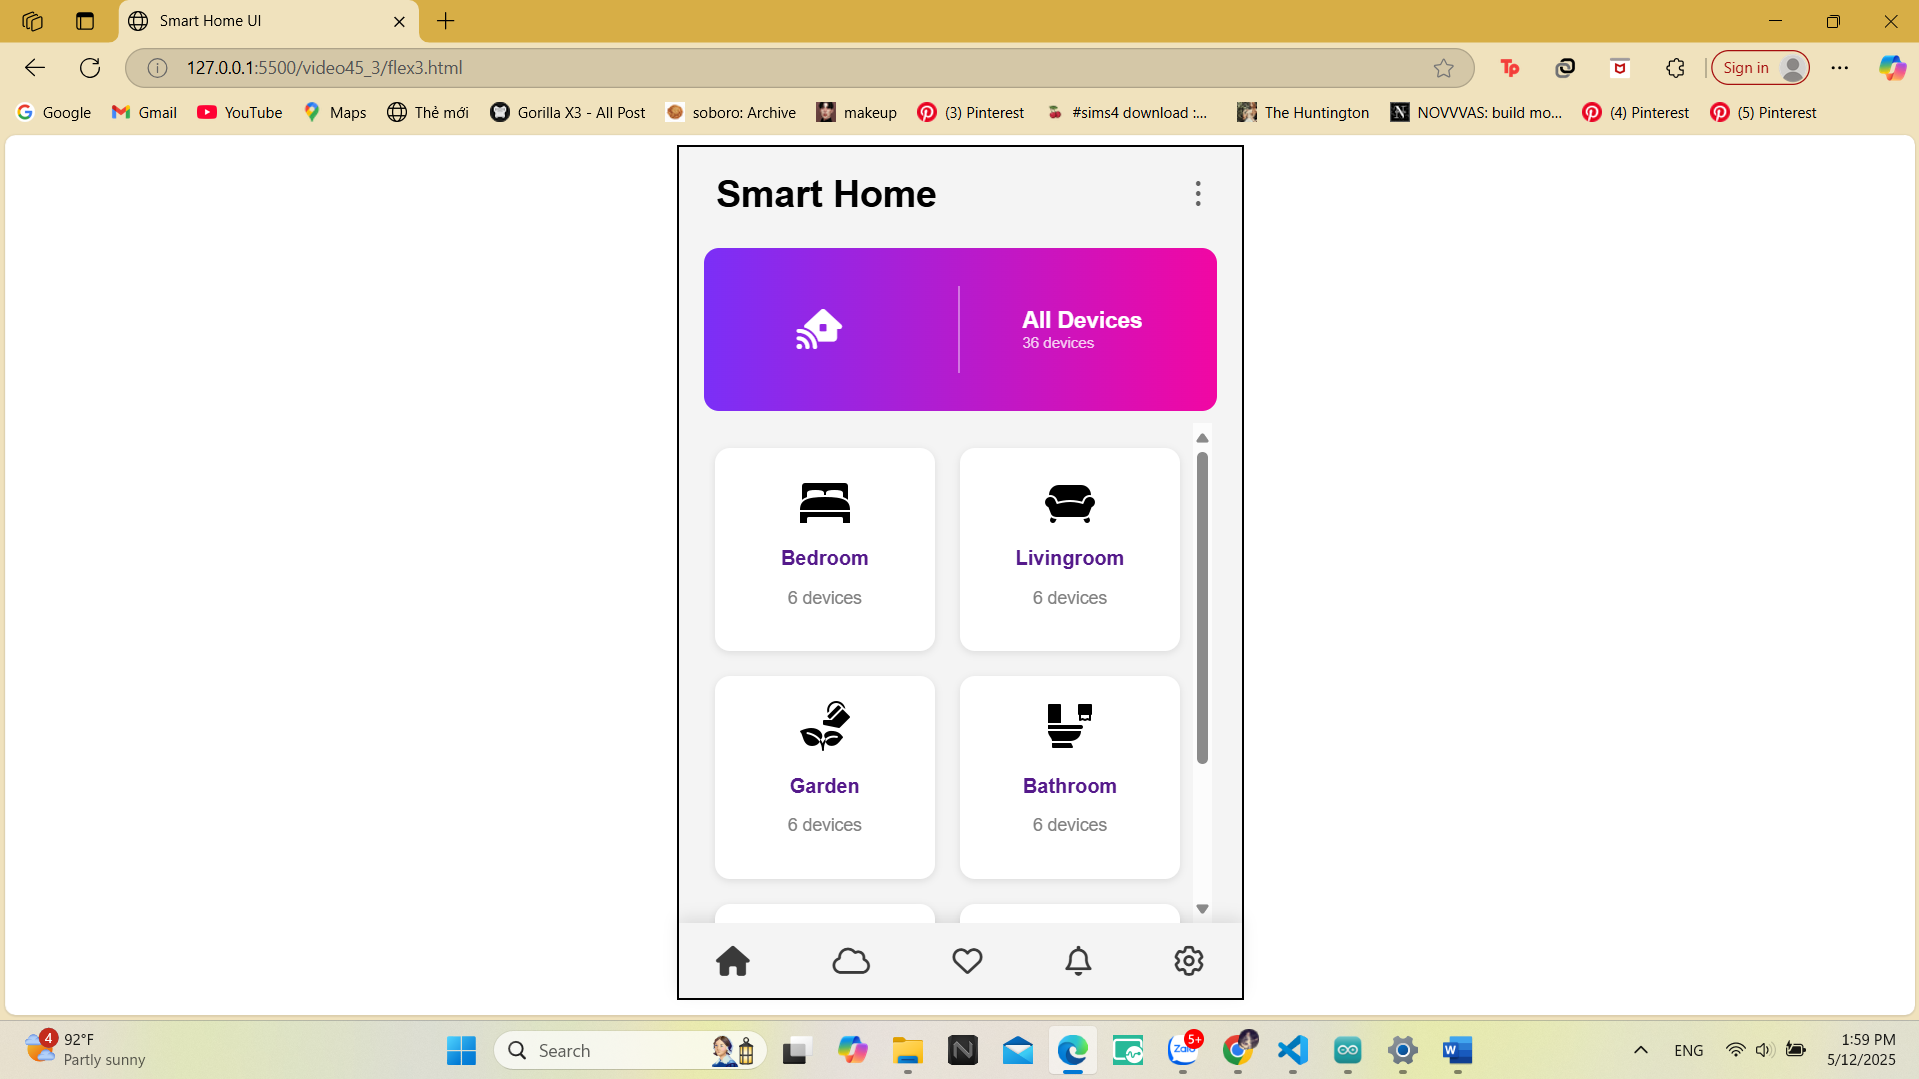 Smart Home UI
127.0.0.1:5500/video45_3/flex3.html
Sign in
Google
Gmail
YouTube
Maps
Thẻ mới
Gorilla X3 - All Post
soboro: Archive
makeup
(3) Pinterest
#sims4 download :...
The Huntington
NOVVVAS: build mo...
(4) Pinterest
(5) Pinterest
Smart Home
All Devices
36 devices
Bedroom
6 devices
Livingroom
6 devices
Garden
6 devices
Bathroom
6 devices
4
92°F
Partly sunny
Search
Zalo
5+
ENG
1:59 PM
5/12/2025